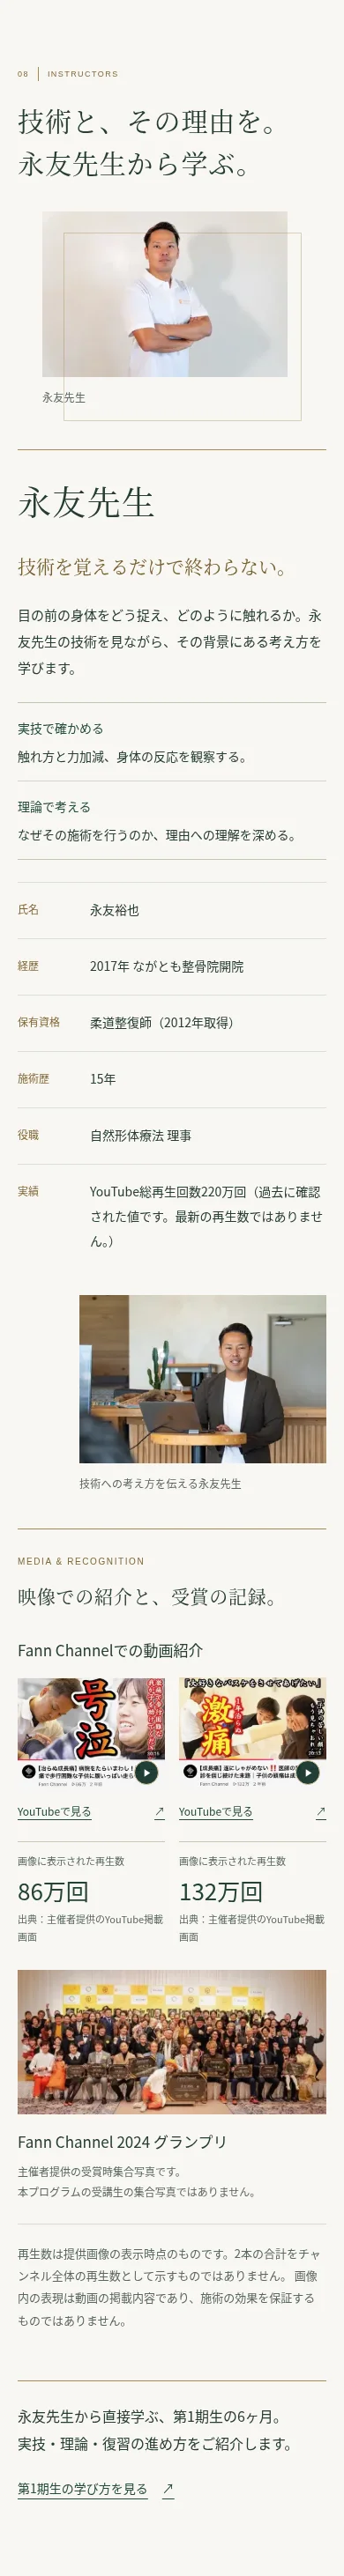 08 INSTRUCTORS
技術と、その理由を。
永友先生から学ぶ。
永友先生
永友先生
技術を覚えるだけで終わらない。
目の前の身体をどう捉え、どのように触れるか。永
友先生の技術を見ながら、その背景にある考え方を
学びます。
実技で確かめる
触れ方と力加減、身体の反応を観察する。
理論で考える
なぜその施術を行うのか、理由への理解を深める。
氏名 永友裕也
経歴 2017年 ながとも整骨院開院
保有資格 柔道整復師（2012年取得）
施術歴 15年
役職 自然形体療法 理事
実績 YouTube総再生回数220万回（過去に確認
された値です。最新の再生数ではありませ
ん。）
技術への考え方を伝える永友先生
MEDIA & RECOGNITION
映像での紹介と、受賞の記録。
Fann Channelでの動画紹介
号泣
激痛
Fann Channel
Fann Channel
YouTubeで見る ↗
YouTubeで見る ↗
画像に表示された再生数
86万回
出典：主催者提供のYouTube掲載
画面
画像に表示された再生数
132万回
出典：主催者提供のYouTube掲載
画面
Fann Channel 2024 グランプリ
主催者提供の受賞時集合写真です。
本プログラムの受講生の集合写真ではありません。
再生数は提供画像の表示時点のものです。2本の合計をチャ
ンネル全体の再生数として示すものではありません。 画像
内の表現は動画の掲載内容であり、施術の効果を保証する
ものではありません。
永友先生から直接学ぶ、第1期生の6ヶ月。
実技・理論・復習の進め方をご紹介します。
第1期生の学び方を見る ↗